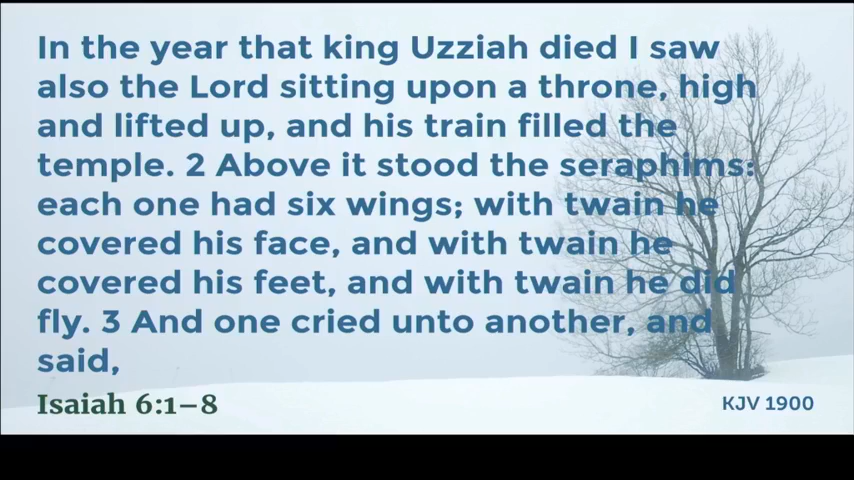 In the year that king Uzziah died I saw
also the Lord sitting upon a throne, high
and lifted up, and his train filled the
temple. 2 Above it stood the seraphims:
each one had six wings; with twain he
covered his face, and with twain he
covered his feet, and with twain he did
fly. 3 And one cried unto another, and
said,
Isaiah 6:1–8
KJV 1900